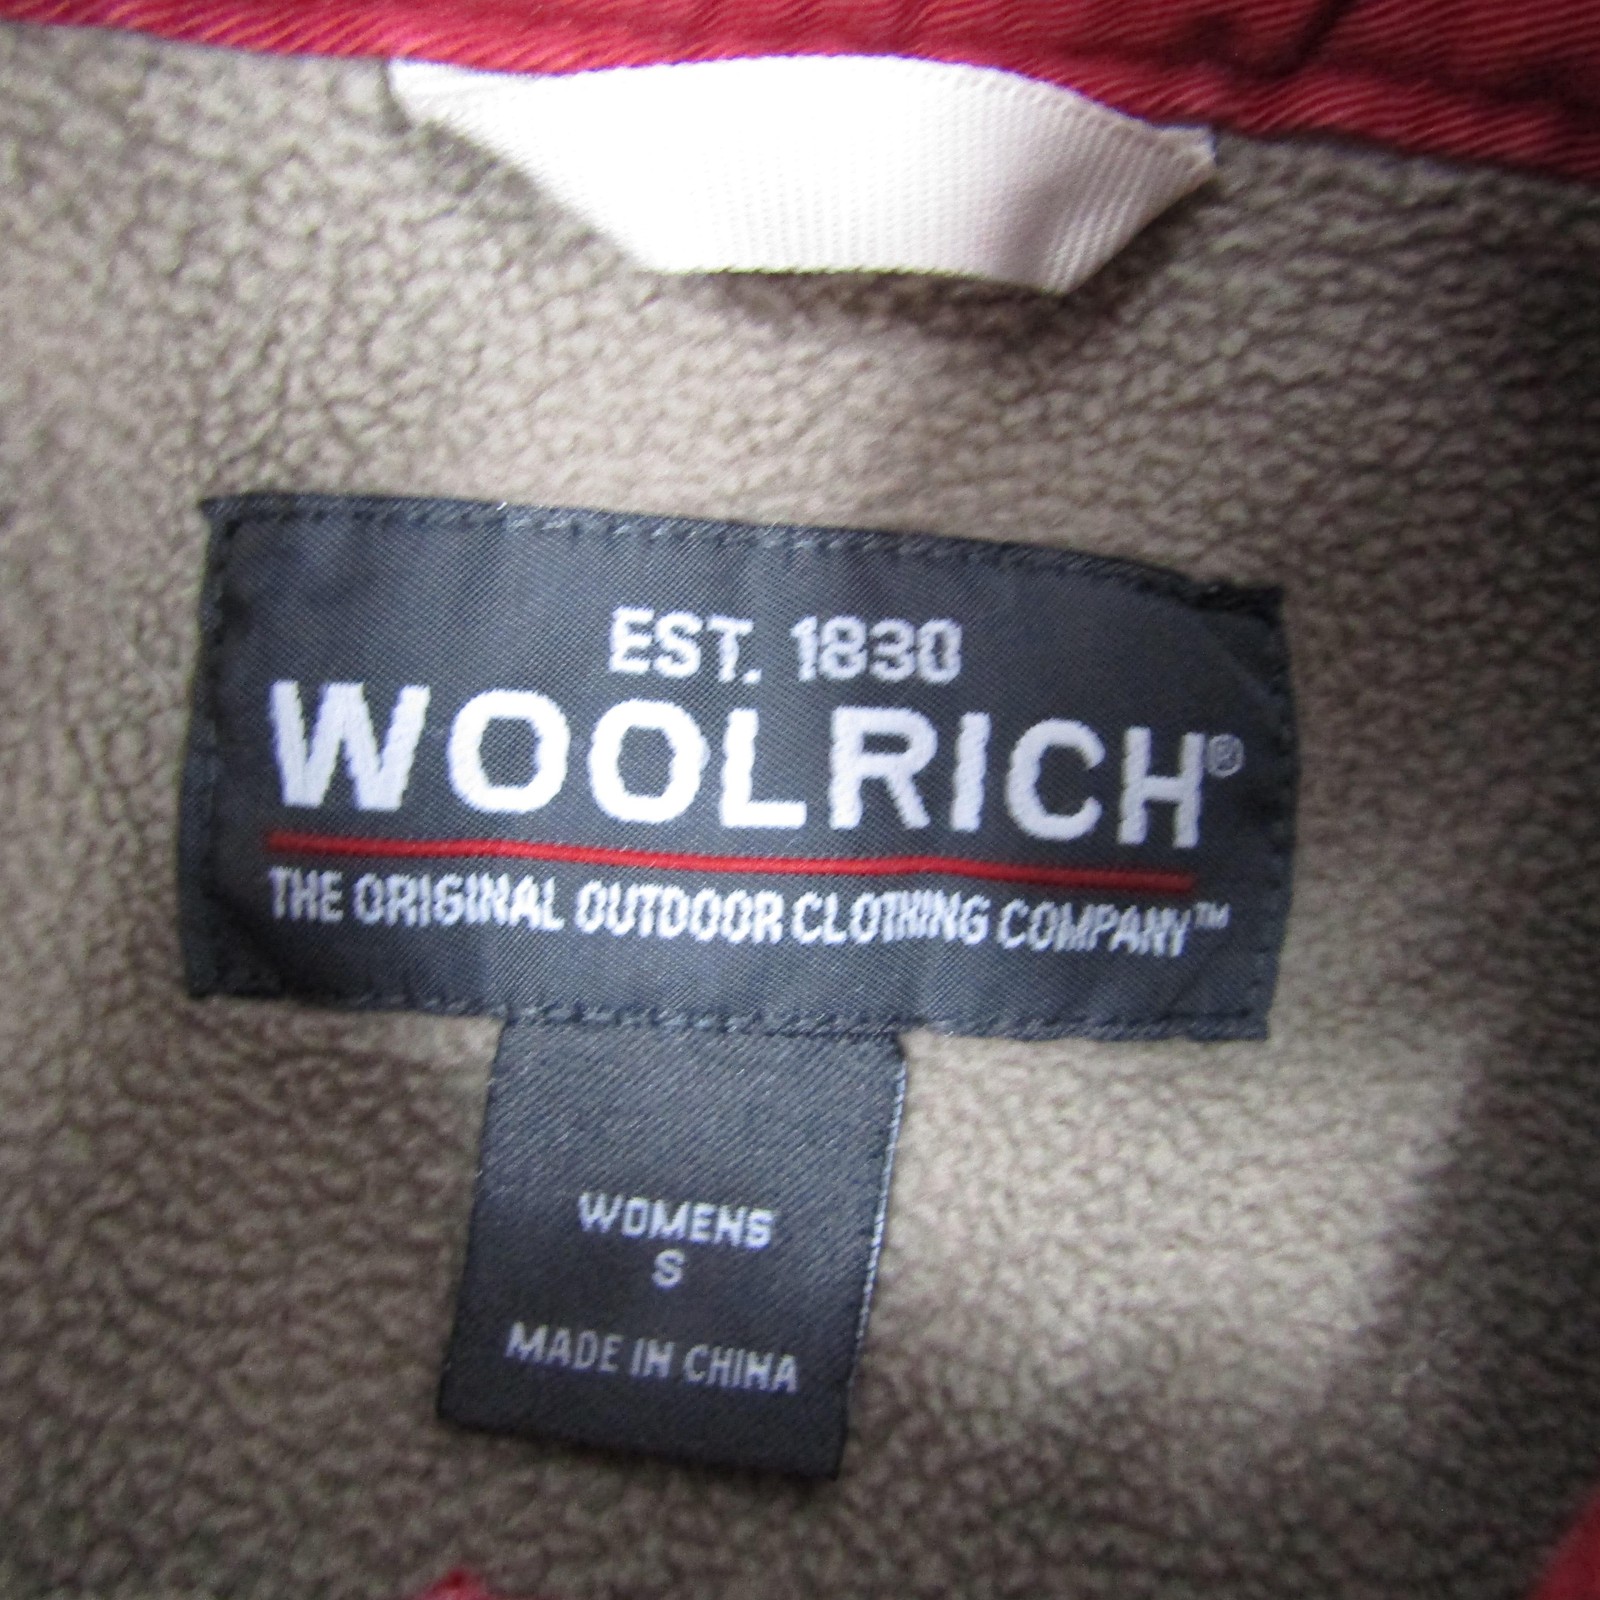 EST. 1830
WOOLRICH®
THE ORIGINAL OUTDOOR CLOTHING COMPANY™
WOMENS
S
MADE IN CHINA